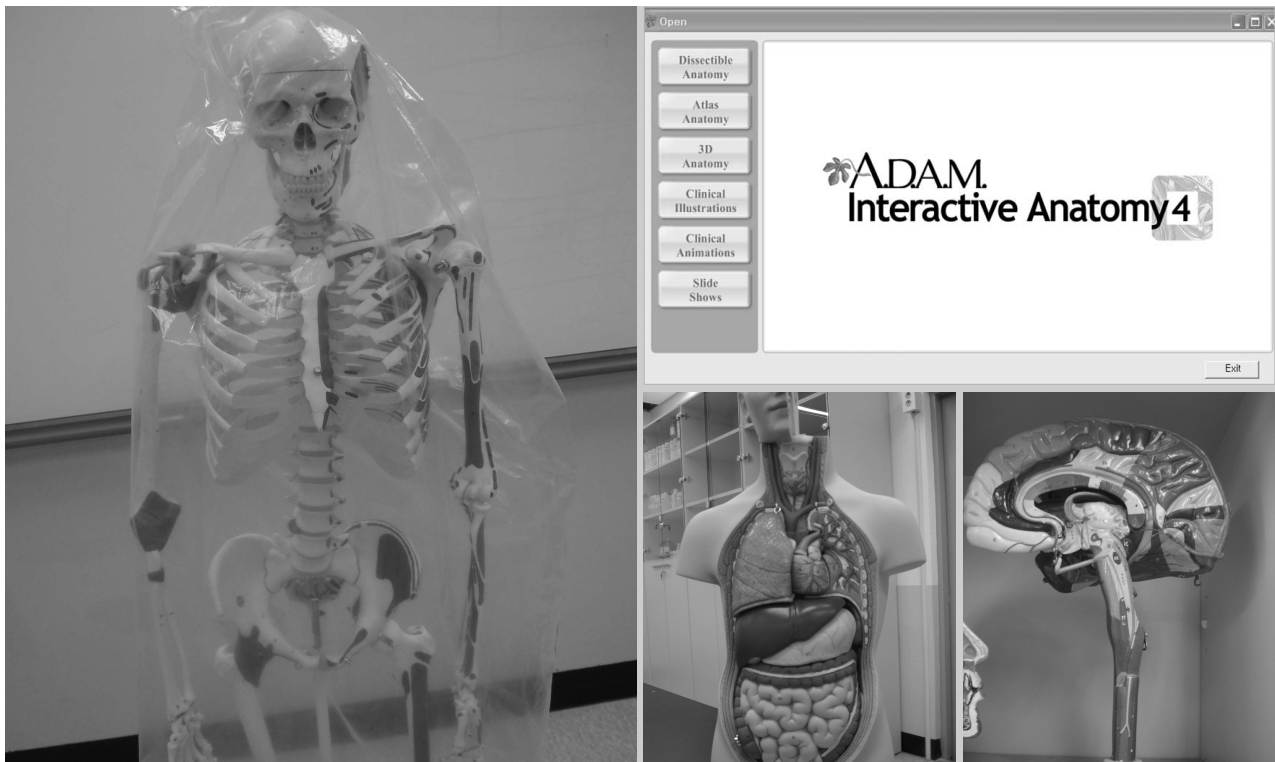 Open
Dissectible
Anatomy
Atlas
Anatomy
3D
Anatomy
Clinical
Illustrations
Clinical
Animations
Slide
Shows
A.D.A.M.
Interactive Anatomy 4
Exit